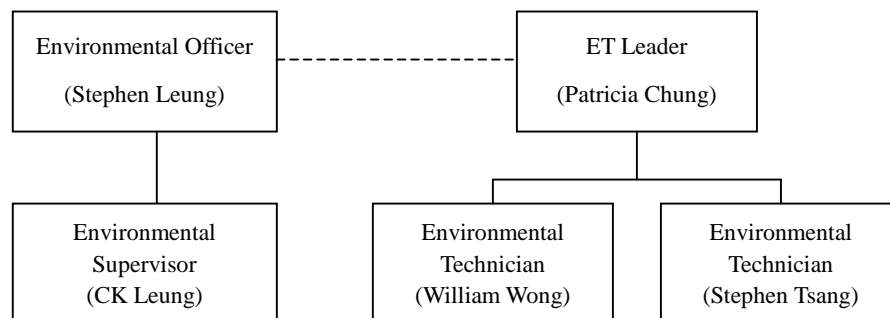 Environmental Officer
(Stephen Leung)
ET Leader
(Patricia Chung)
Environmental
Supervisor
(CK Leung)
Environmental
Technician
(William Wong)
Environmental
Technician
(Stephen Tsang)